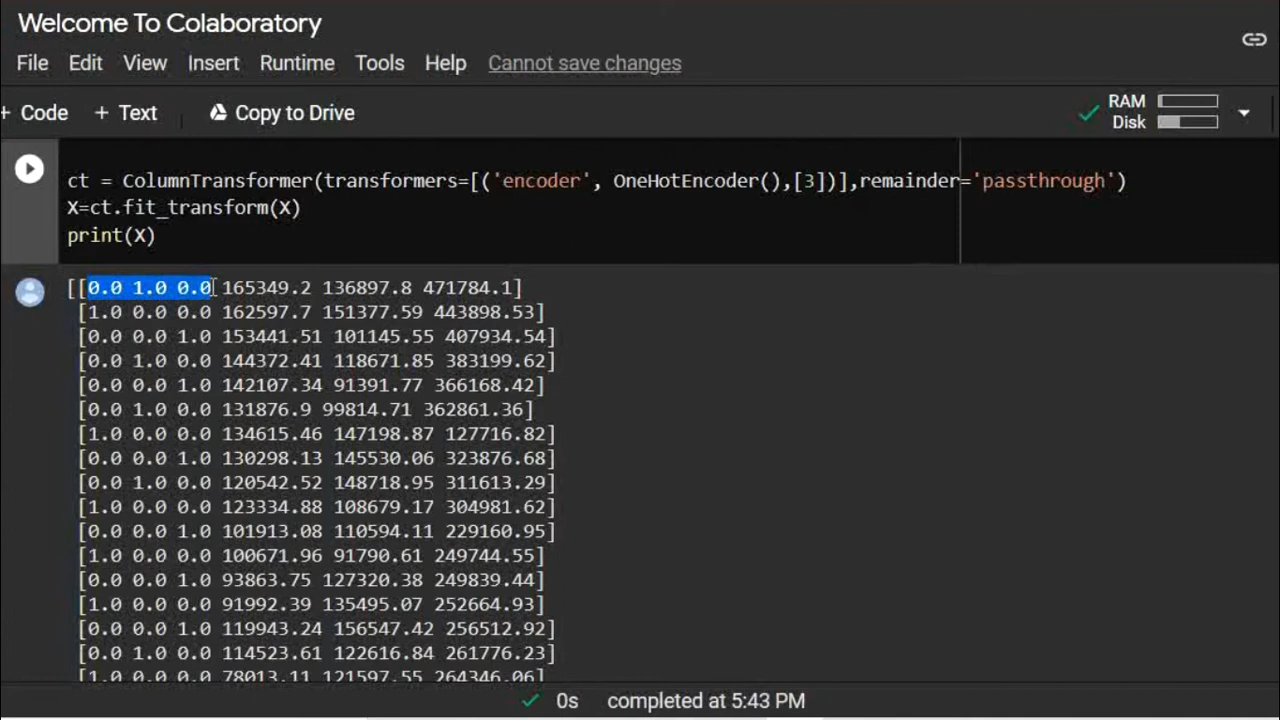 Welcome To Colaboratory
File Edit View Insert Runtime Tools Help Cannot save changes
+ Code + Text Copy to Drive RAM
Disk
ct = ColumnTransformer(transformers=[('encoder', OneHotEncoder(),[3])],remainder='passthrough')
X=ct.fit_transform(X)
print(X)
[[0.0 1.0 0.0 165349.2 136897.8 471784.1]
[1.0 0.0 0.0 162597.7 151377.59 443898.53]
[0.0 0.0 1.0 153441.51 101145.55 407934.54]
[0.0 1.0 0.0 144372.41 118671.85 383199.62]
[0.0 0.0 1.0 142107.34 91391.77 366168.42]
[0.0 1.0 0.0 131876.9 99814.71 362861.36]
[1.0 0.0 0.0 134615.46 147198.87 127716.82]
[0.0 0.0 1.0 130298.13 145530.06 323876.68]
[0.0 1.0 0.0 120542.52 148718.95 311613.29]
[1.0 0.0 0.0 123334.88 108679.17 304981.62]
[0.0 0.0 1.0 101913.08 110594.11 229160.95]
[1.0 0.0 0.0 100671.96 91790.61 249744.55]
[0.0 0.0 1.0 93863.75 127320.38 249839.44]
[1.0 0.0 0.0 91992.39 135495.07 252664.93]
[0.0 0.0 1.0 119943.24 156547.42 256512.92]
[0.0 1.0 0.0 114523.61 122616.84 261776.23]
[1.0 0.0 0.0 78013.11 121597.55 264346.06]
0s completed at 5:43 PM